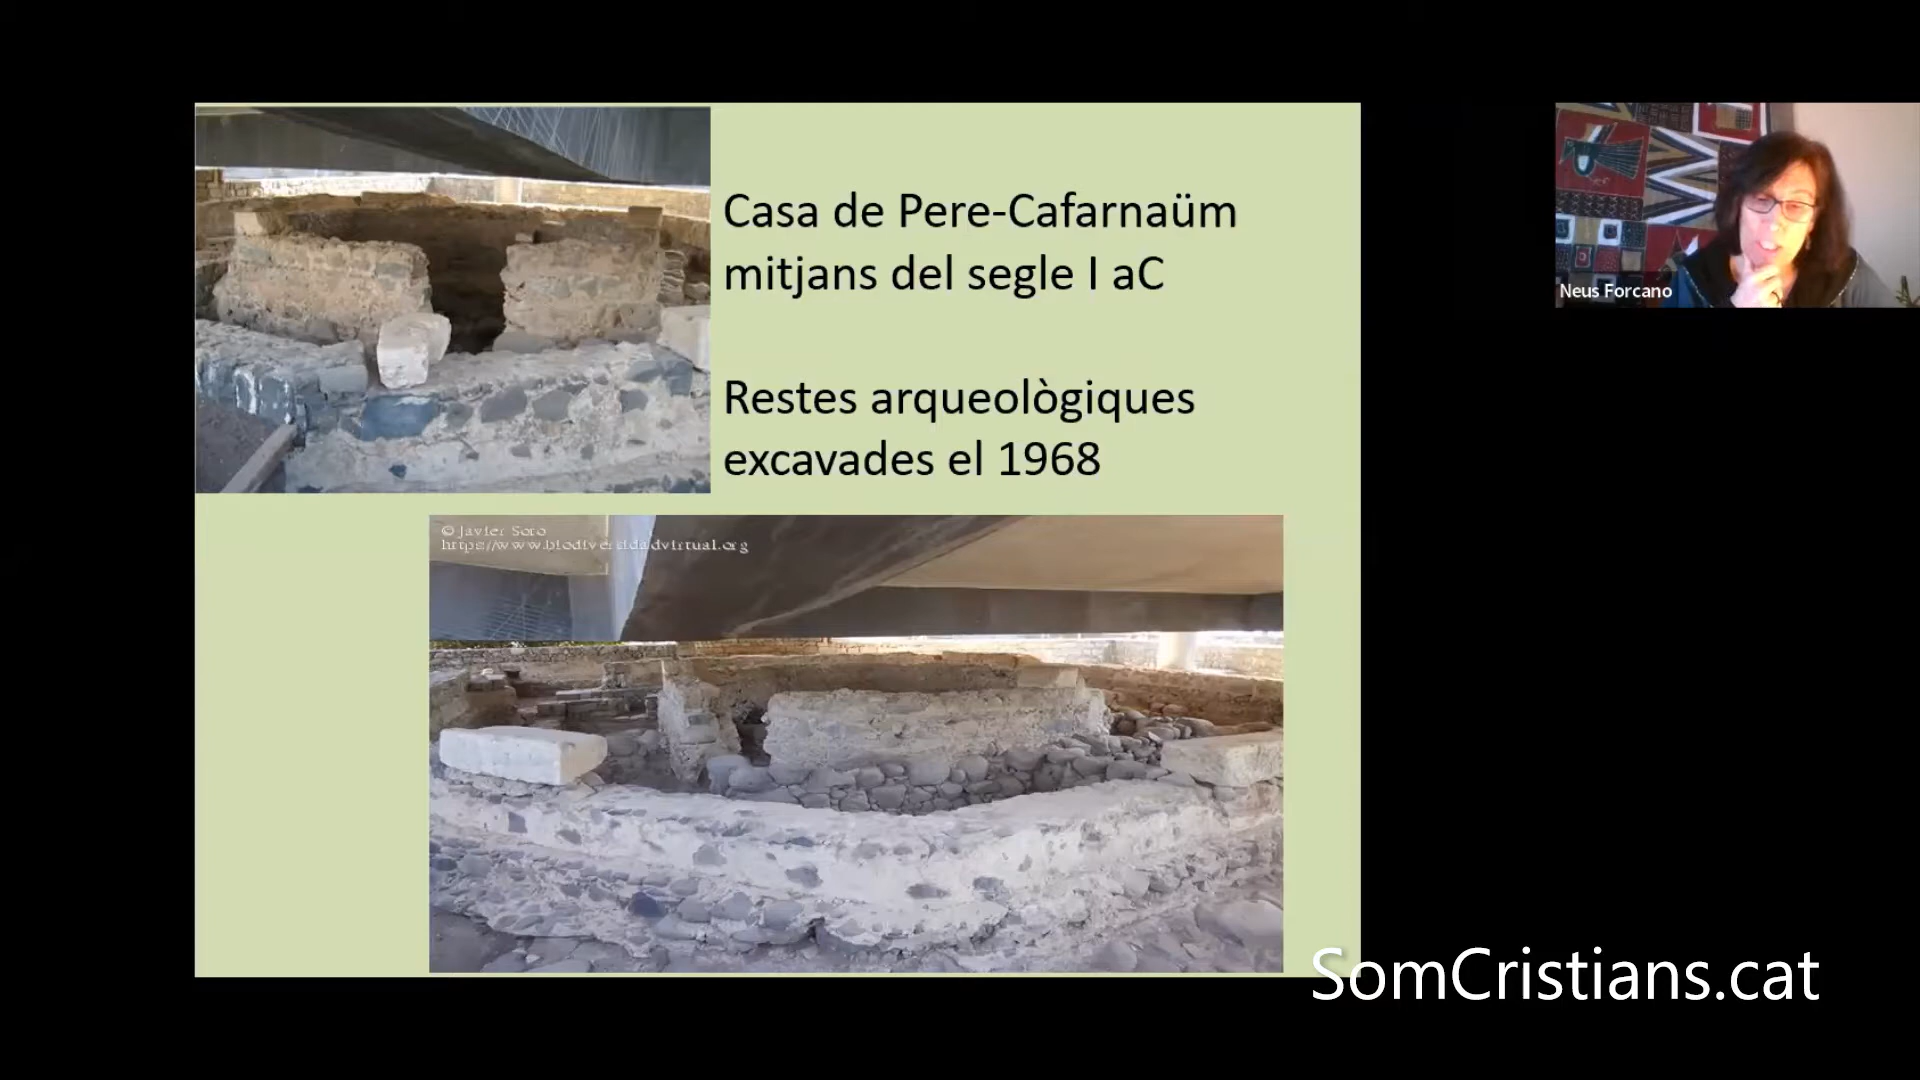 Casa de Pere-Cafarnaüm
mitjans del segle I aC
Restes arqueològiques
excavades el 1968
© Javier Soro
https://www.biodiversidadvirtual.org
Neus Forcano
SomCristians.cat